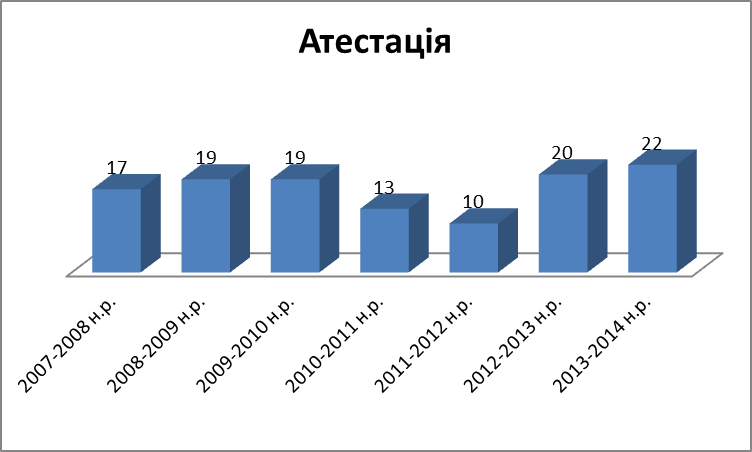 Атестація
17
19
19
13
10
20
22
2007-2008 н.р.
2008-2009 н.р.
2009-2010 н.р.
2010-2011 н.р.
2011-2012 н.р.
2012-2013 н.р.
2013-2014 н.р.